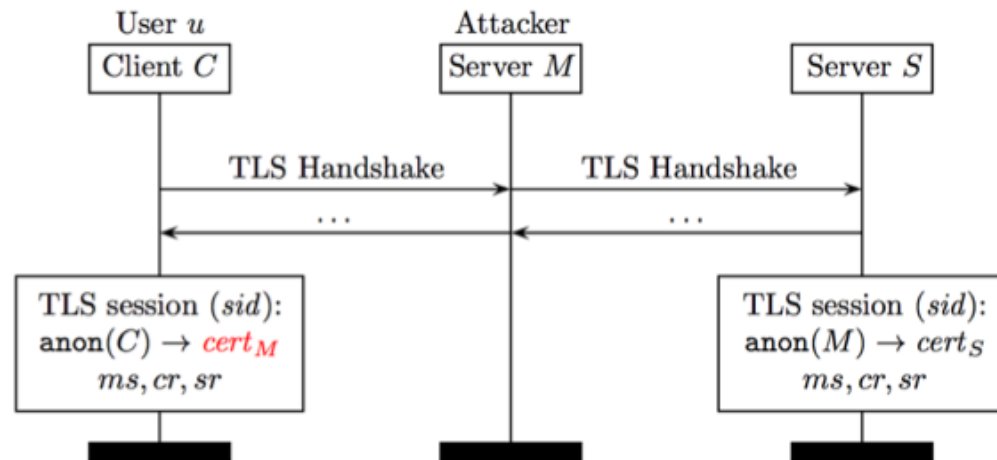 User u
Attacker
Client C
Server M
Server S
TLS Handshake
TLS Handshake
...
...
TLS session (sid):
anon(C) → cert_M
ms, cr, sr
TLS session (sid):
anon(M) → cert_S
ms, cr, sr